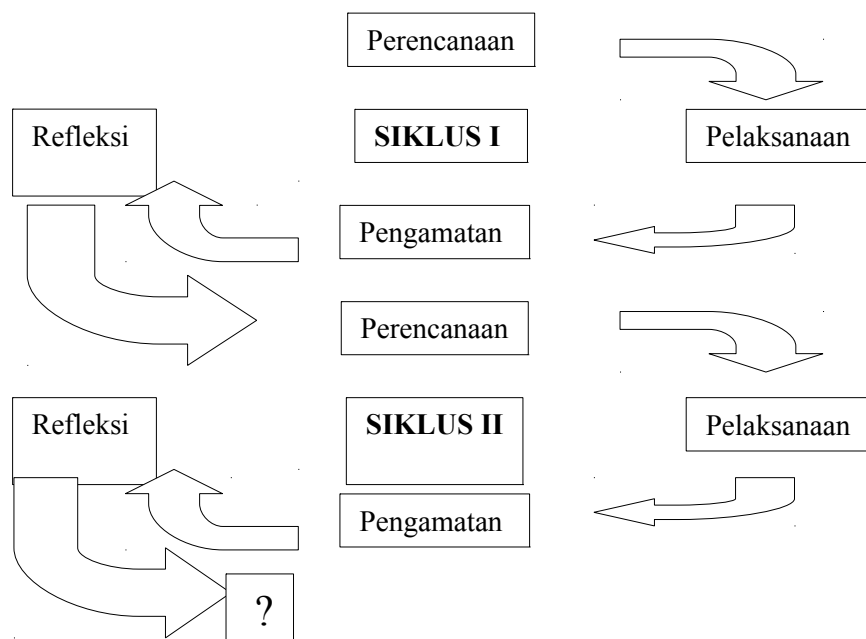 Perencanaan
Refleksi
SIKLUS I
Pelaksanaan
Pengamatan
Perencanaan
Refleksi
SIKLUS II
Pelaksanaan
Pengamatan
?